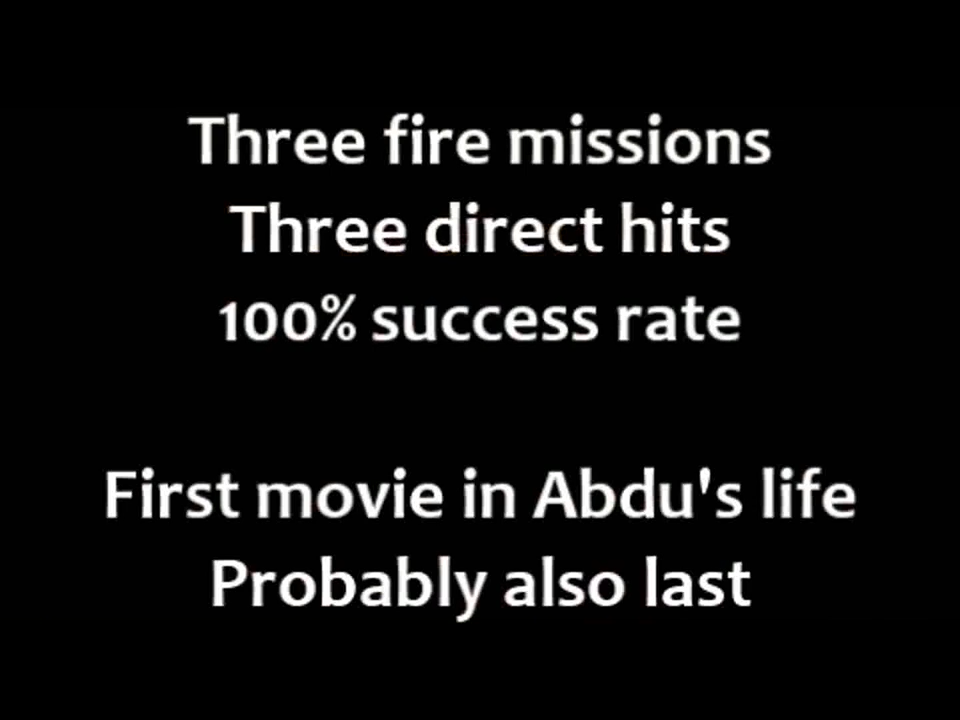 Three fire missions
Three direct hits
100% success rate
First movie in Abdu's life
Probably also last